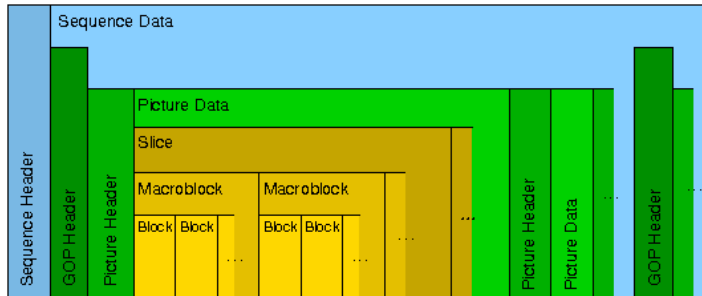 Sequence Header
Sequence Data
GOP Header
Picture Header
Picture Data
Slice
Macroblock
Block
Block
...
Macroblock
Block
Block
...
...
...
Picture Header
Picture Data
...
GOP Header
...